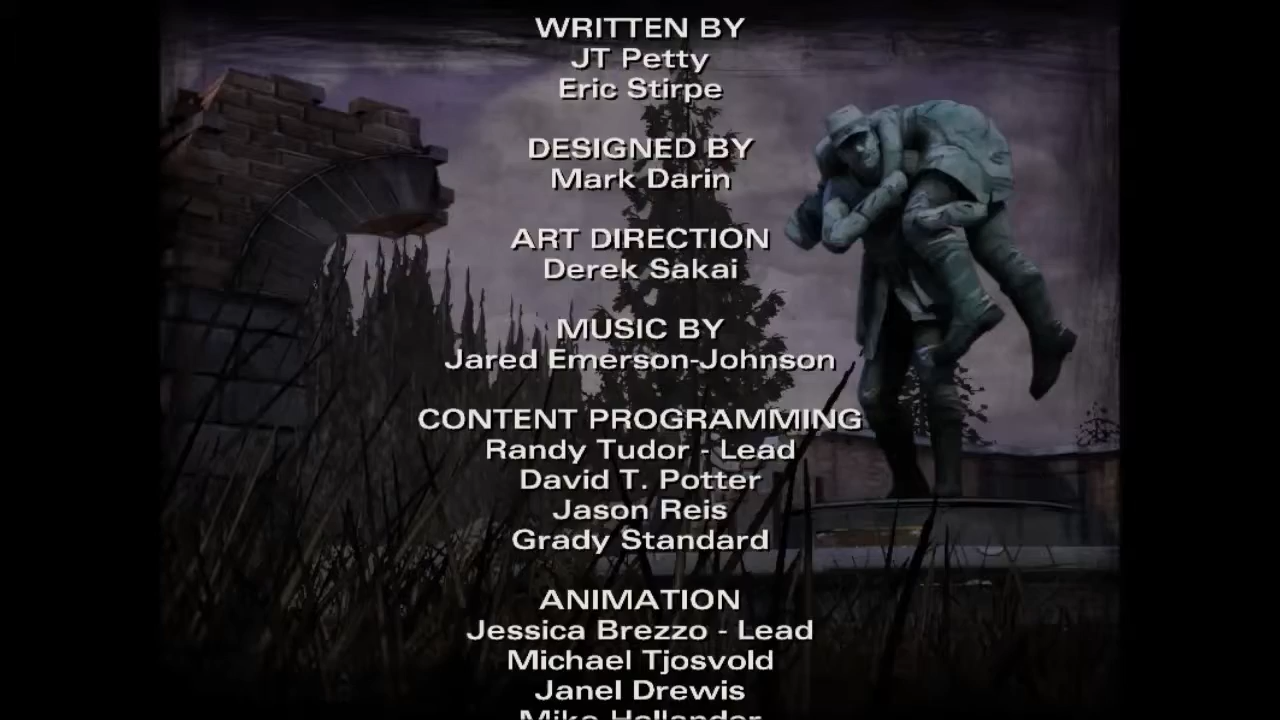 WRITTEN BY
JT Petty
Eric Stirpe
DESIGNED BY
Mark Darin
ART DIRECTION
Derek Sakai
MUSIC BY
Jared Emerson-Johnson
CONTENT PROGRAMMING
Randy Tudor - Lead
David T. Potter
Jason Reis
Grady Standard
ANIMATION
Jessica Brezzo - Lead
Michael Tjosvold
Janel Drewis
Mike Hollander